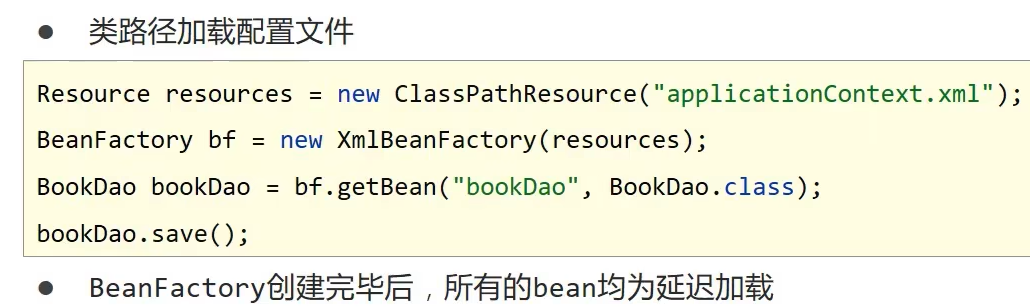 ● 类路径加载配置文件
Resource resources = new ClassPathResource("applicationContext.xml");
BeanFactory bf = new XmlBeanFactory(resources);
BookDao bookDao = bf.getBean("bookDao", BookDao.class);
bookDao.save();
● BeanFactory创建完毕后，所有的bean均为延迟加载